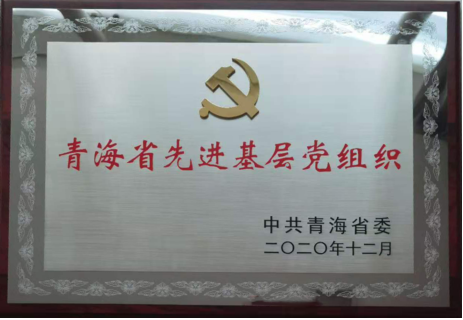 青海省先进基层党组织
中共青海省委
二〇二〇年十二月